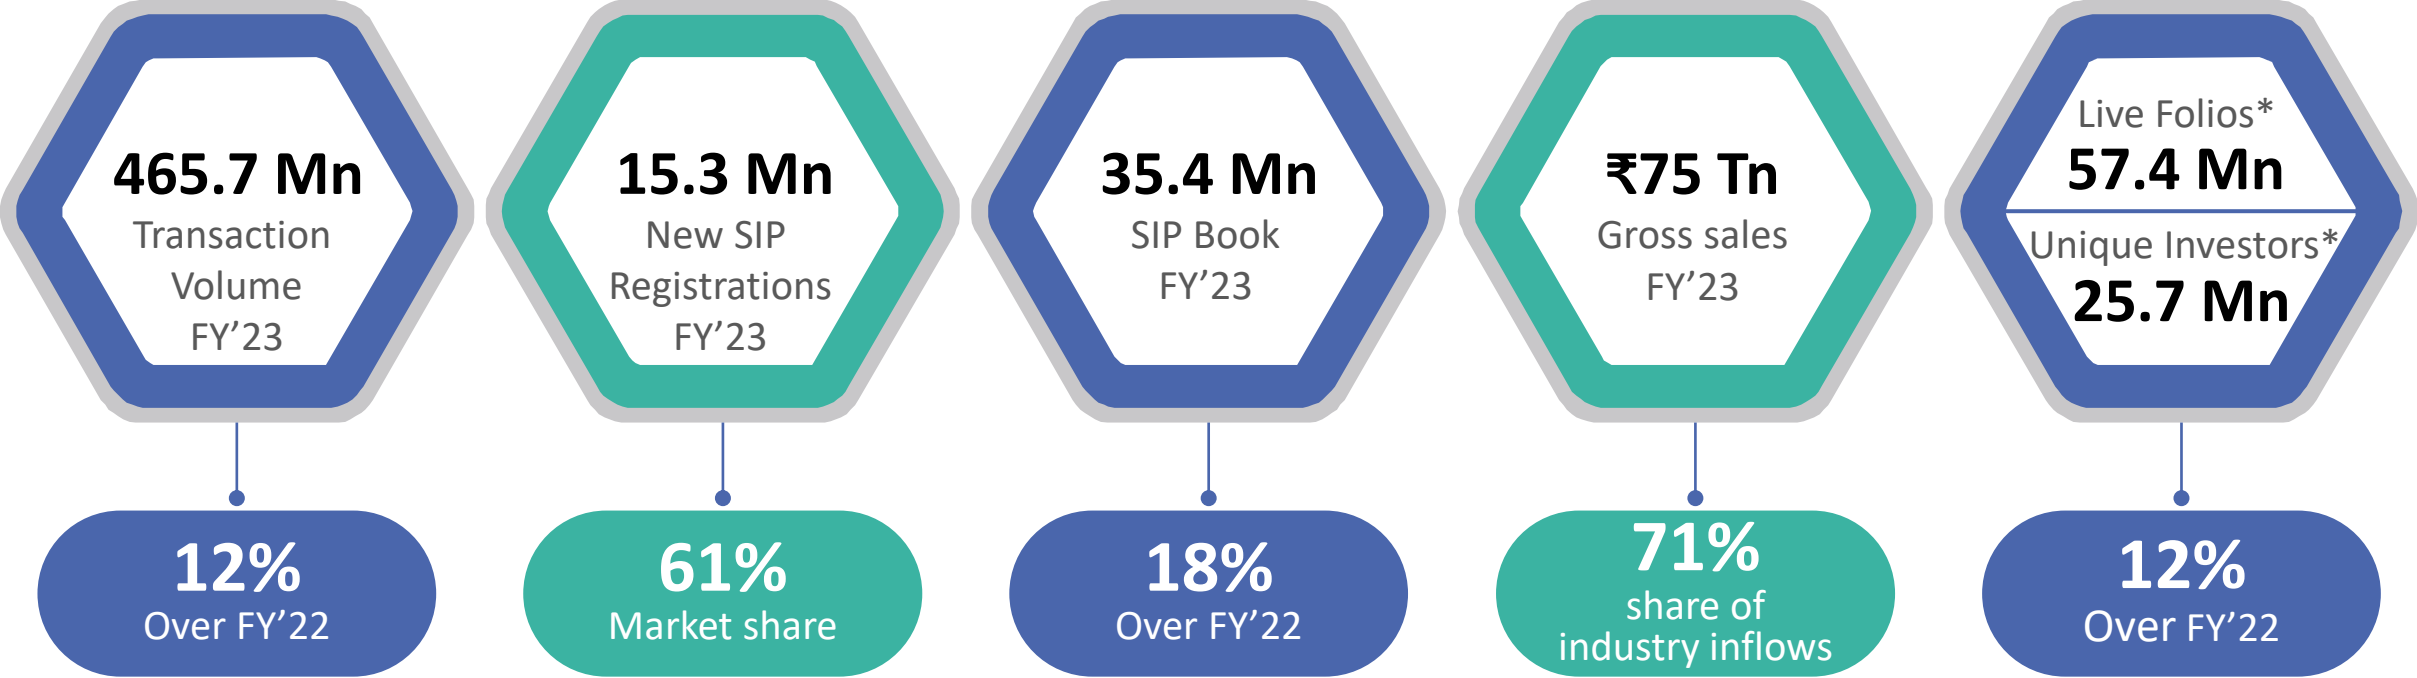 465.7 Mn
Transaction
Volume
FY’23
12%
Over FY’22
15.3 Mn
New SIP
Registrations
FY’23
61%
Market share
35.4 Mn
SIP Book
FY’23
18%
Over FY’22
₹75 Tn
Gross sales
FY’23
71%
share of
industry inflows
Live Folios*
57.4 Mn
Unique Investors*
25.7 Mn
12%
Over FY’22